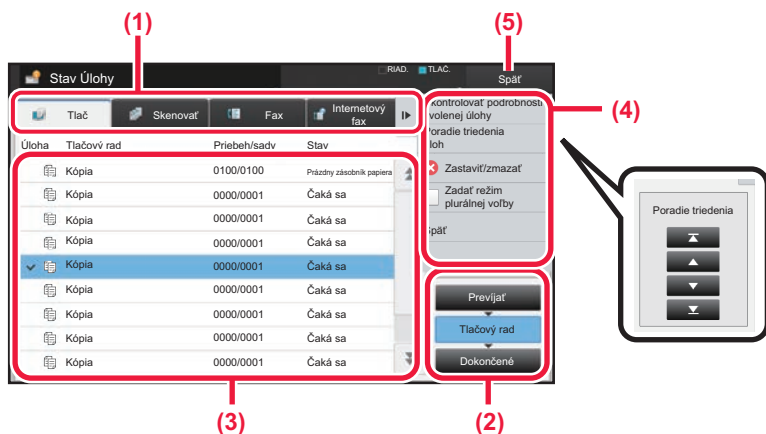 (1)
(5)
Stav Úlohy
RIAD.
TLAČ.
Späť
Tlač
Skenovať
Fax
Internetový
fax
Kontrolovať podrobnosti
zvolenej úlohy
(4)
Poradie triedenia
úloh
Úloha Tlačový rad Priebeh/sadv Stav
Kópia 0100/0100 Prázdny zásobník papiera
Zastaviť/zmazať
Kópia 0000/0001 Čaká sa
Zadať režim
plurálnej voľby
Kópia 0000/0001 Čaká sa
Späť
Kópia 0000/0001 Čaká sa
Kópia 0000/0001 Čaká sa
Kópia 0000/0001 Čaká sa
Kópia 0000/0001 Čaká sa
Kópia 0000/0001 Čaká sa
Kópia 0000/0001 Čaká sa
Previjať
Tlačový rad
Dokončené
Poradie triedenia
(3)
(2)